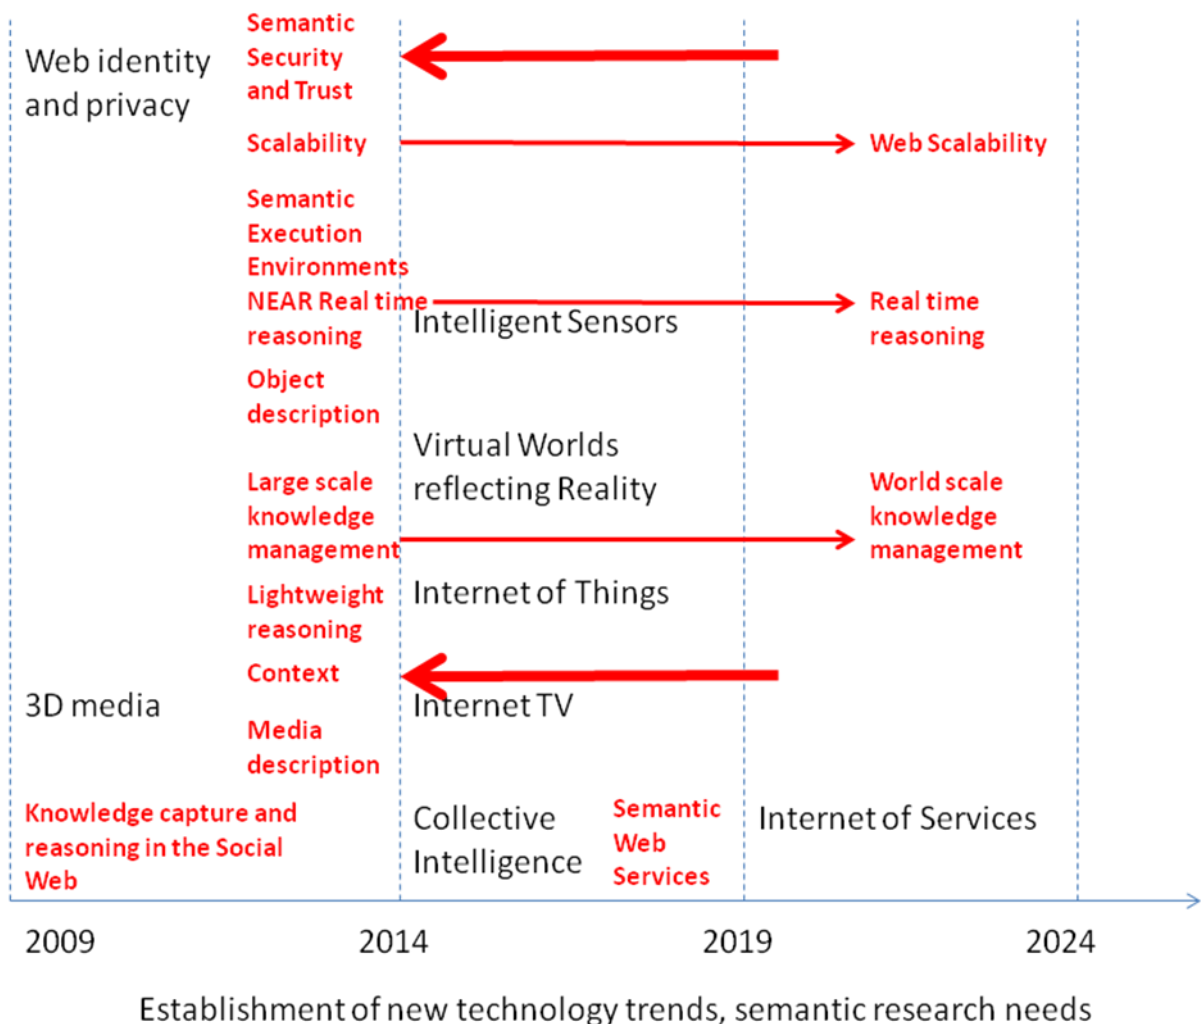 Web identity
and privacy
Semantic
Security
and Trust
Scalability
Web Scalability
Semantic
Execution
Environments
NEAR Real time
reasoning
Intelligent Sensors
Real time
reasoning
Object
description
Virtual Worlds
reflecting Reality
Large scale
knowledge
management
World scale
knowledge
management
Lightweight
reasoning
Internet of Things
Context
3D media
Internet TV
Media
description
Knowledge capture and
reasoning in the Social
Web
Collective
Intelligence
Semantic
Web
Services
Internet of Services
2009
2014
2019
2024
Establishment of new technology trends, semantic research needs